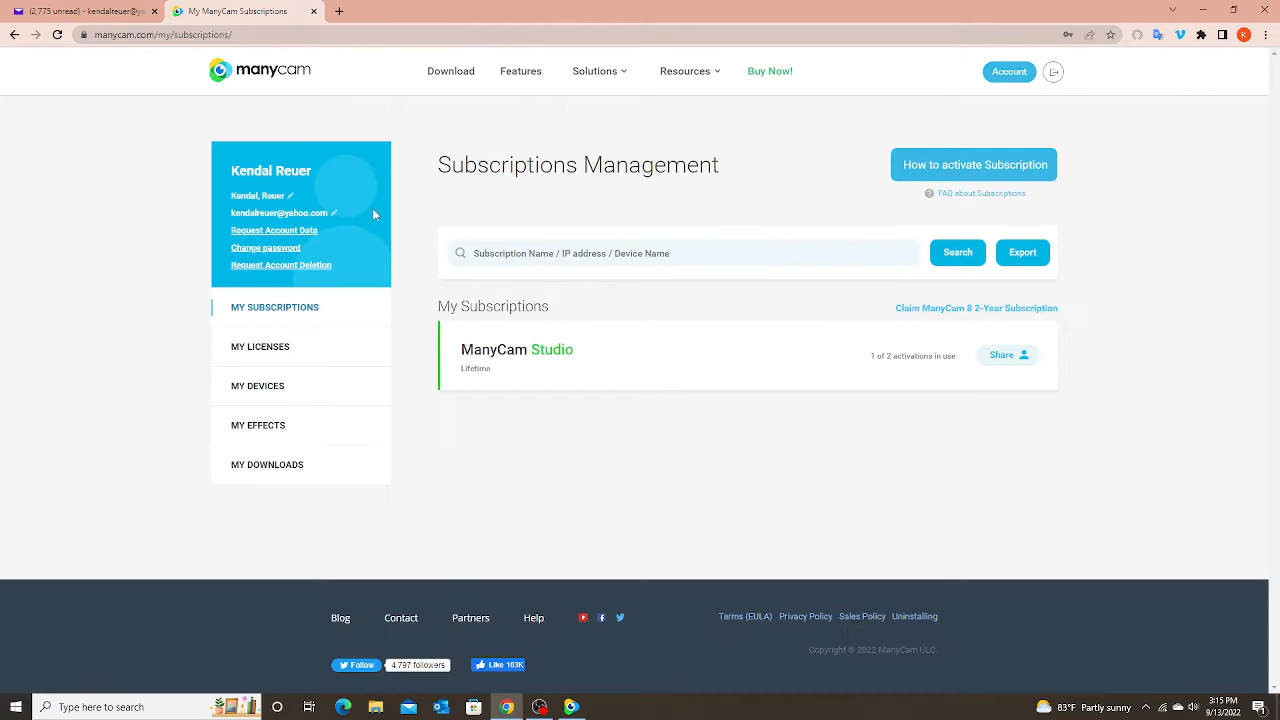 (2,275 unread) - kendalreuer@ya
My ManyCam Subscriptions
manycam.com/my/subscriptions/
K
manycam
Download
Features
Solutions
Resources
Buy Now!
Account
Kendal Reuer
Kendal, Reuer
kendalreuer@yahoo.com
Request Account Data
Change password
Request Account Deletion
MY SUBSCRIPTIONS
MY LICENSES
MY DEVICES
MY EFFECTS
MY DOWNLOADS
Subscriptions Management
How to activate Subscription
? FAQ about Subscriptions
Subscription Name / IP address / Device Name
Search
Export
My Subscriptions
Claim ManyCam 8 2-Year Subscription
ManyCam Studio
Lifetime
1 of 2 activations in use
Share
Blog
Contact
Partners
Help
Terms (EULA)
Privacy Policy
Sales Policy
Uninstalling
Copyright © 2022 ManyCam ULC.
Follow
4,797 followers
Like 103K
Type here to search
83°F Partly sunny
3:15 PM
9/13/2022